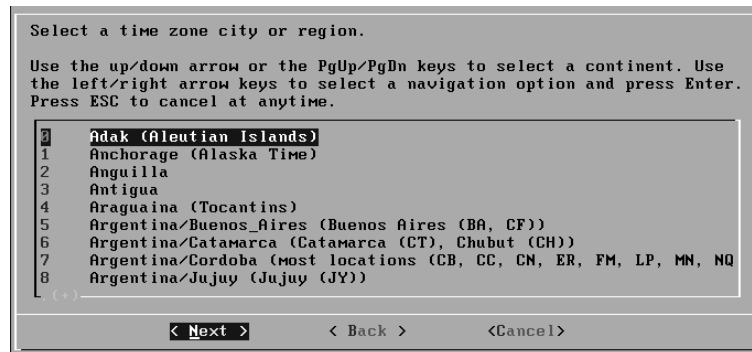 Select a time zone city or region.
Use the up/down arrow or the PgUp/PgDn keys to select a continent. Use
the left/right arrow keys to select a navigation option and press Enter.
Press ESC to cancel at anytime.
0 Adak (Aleutian Islands)
1 Anchorage (Alaska Time)
2 Anguilla
3 Antigua
4 Araguaina (Tocantins)
5 Argentina/Buenos_Aires (Buenos Aires (BA, CF))
6 Argentina/Catamarca (Catamarca (CT), Chubut (CH))
7 Argentina/Cordoba (most locations (CB, CC, CN, ER, FM, LP, MN, NQ
8 Argentina/Jujuy (Jujuy (JY))
(+)
< Next > < Back > <Cancel>